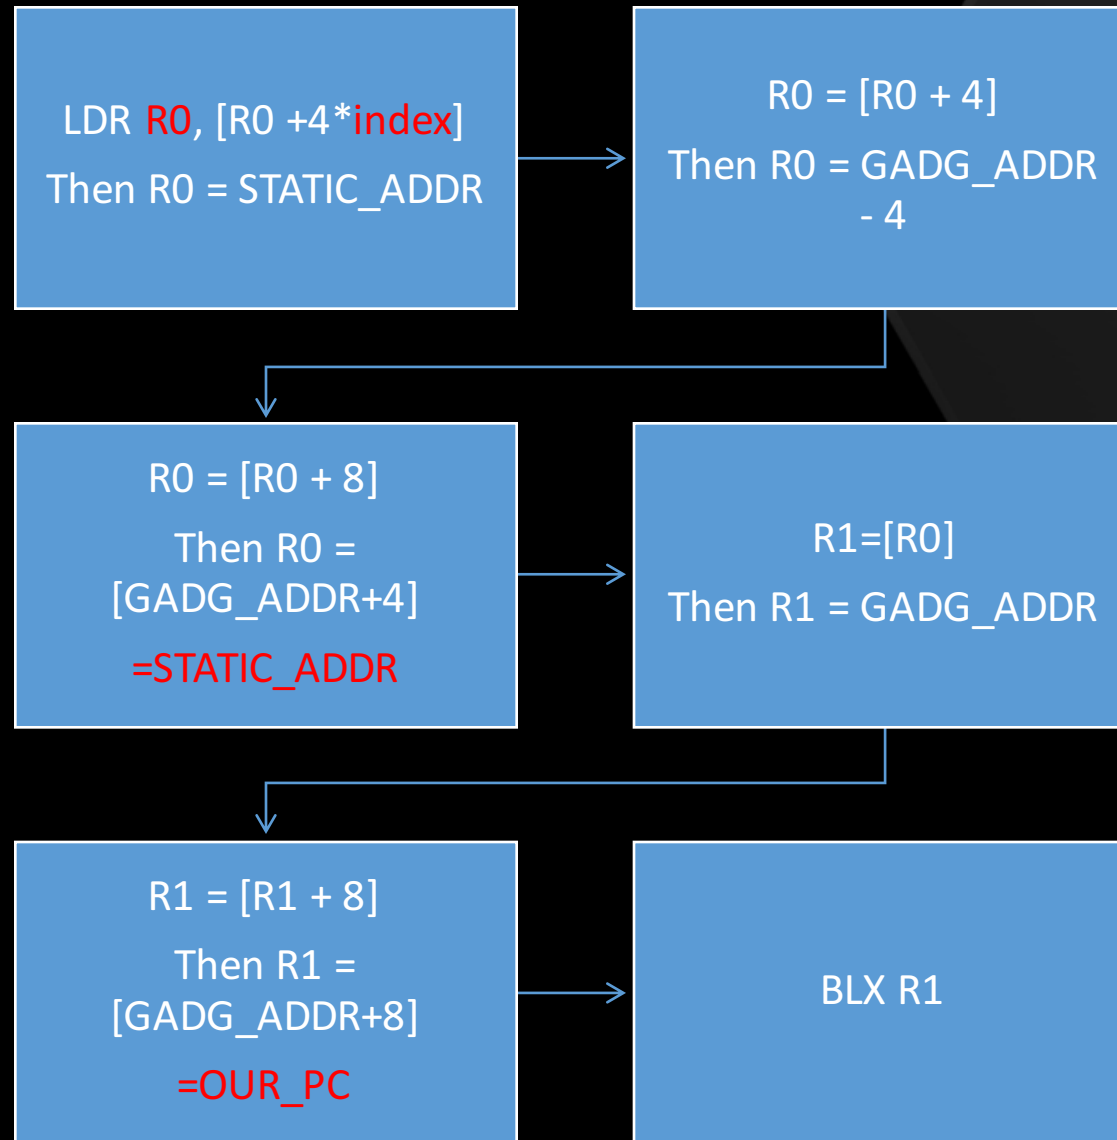 LDR R0, [R0 +4*index]
Then R0 = STATIC_ADDR
R0 = [R0 + 4]
Then R0 = GADG_ADDR
- 4
R0 = [R0 + 8]
Then R0 =
[GADG_ADDR+4]
=STATIC_ADDR
R1=[R0]
Then R1 = GADG_ADDR
R1 = [R1 + 8]
Then R1 =
[GADG_ADDR+8]
=OUR_PC
BLX R1